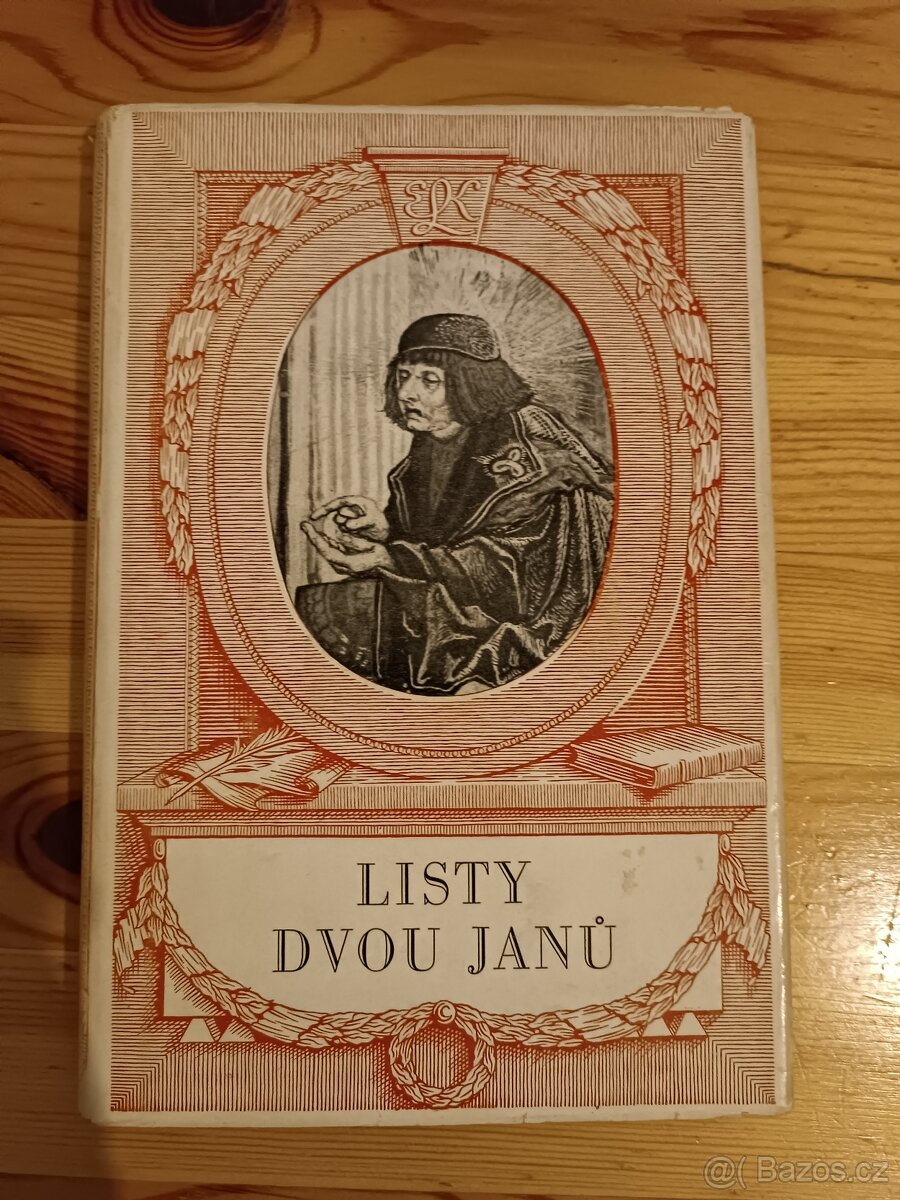 ELK
LISTY
DVOU JANŮ
@( Bazos.cz